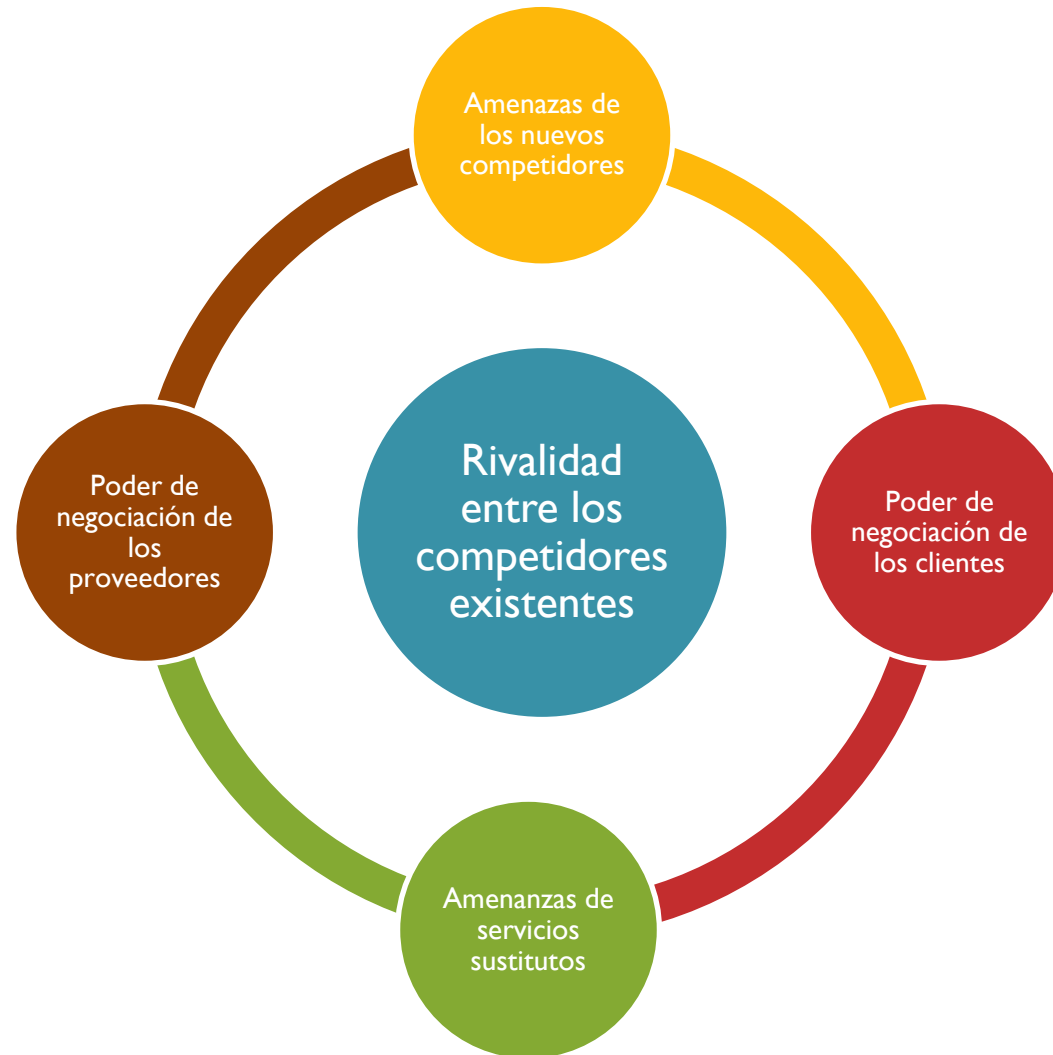 Amenazas de
los nuevos
competidores
Rivalidad
entre los
competidores
existentes
Poder de
negociación de
los
proveedores
Poder de
negociación de
los clientes
Amenanzas de
servicios
sustitutos